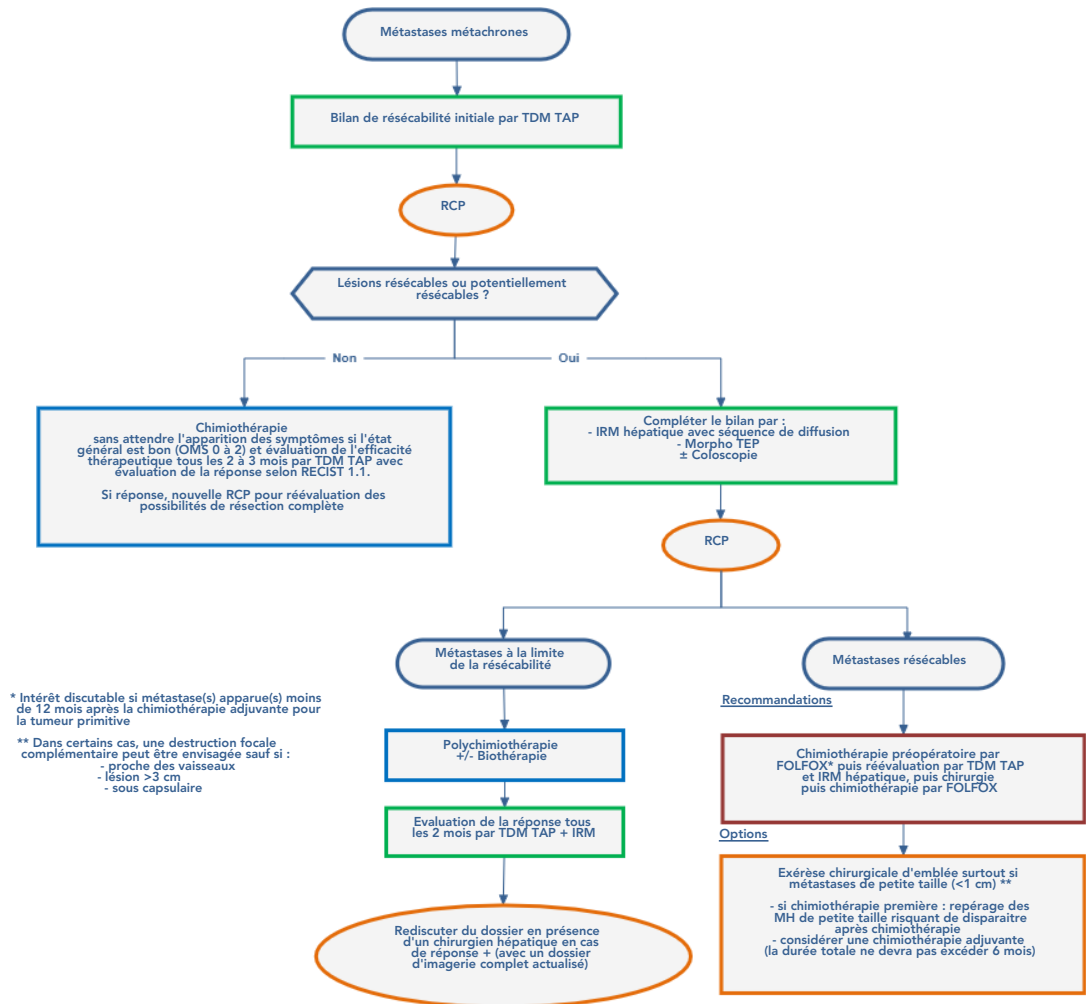 Métastases métachrones
Bilan de résécabilité initiale par TDM TAP
RCP
Lésions résécables ou potentiellement
résécables ?
Non
Oui
Chimiothérapie
sans attendre l'apparition des symptômes si l'état
général est bon (OMS 0 à 2) et évaluation de l'efficacité
thérapeutique tous les 2 à 3 mois par TDM TAP avec
évaluation de la réponse selon RECIST 1.1.
Si réponse, nouvelle RCP pour réévaluation des
possibilités de résection complète
Compléter le bilan par :
- IRM hépatique avec séquence de diffusion
- Morpho TEP
± Coloscopie
RCP
Métastases à la limite
de la résécabilité
Métastases résécables
* Intérêt discutable si métastase(s) apparue(s) moins
de 12 mois après la chimiothérapie adjuvante pour
la tumeur primitive
** Dans certains cas, une destruction focale
complémentaire peut être envisagée sauf si :
- proche des vaisseaux
- lésion >3 cm
- sous capsulaire
Polychimiothérapie
+/- Biothérapie
Evaluation de la réponse tous
les 2 mois par TDM TAP + IRM
Rediscuter du dossier en présence
d'un chirurgien hépatique en cas
de réponse + (avec un dossier
d'imagerie complet actualisé)
Recommandations
Chimiothérapie préopératoire par
FOLFOX* puis réévaluation par TDM TAP
et IRM hépatique, puis chirurgie
puis chimiothérapie par FOLFOX
Options
Exérèse chirurgicale d'emblée surtout si
métastases de petite taille (<1 cm) **
- si chimiothérapie première : repérage des
MH de petite taille risquant de disparaitre
après chimiothérapie
- considérer une chimiothérapie adjuvante
(la durée totale ne devra pas excéder 6 mois)